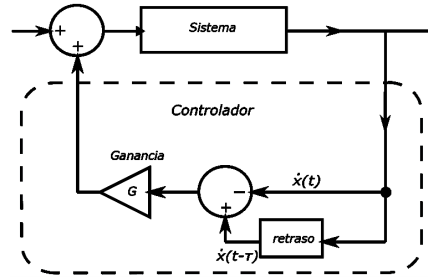 Sistema
+
+
Controlador
Ganancia
G
-
ẋ(t)
+
ẋ(t-τ)
retraso